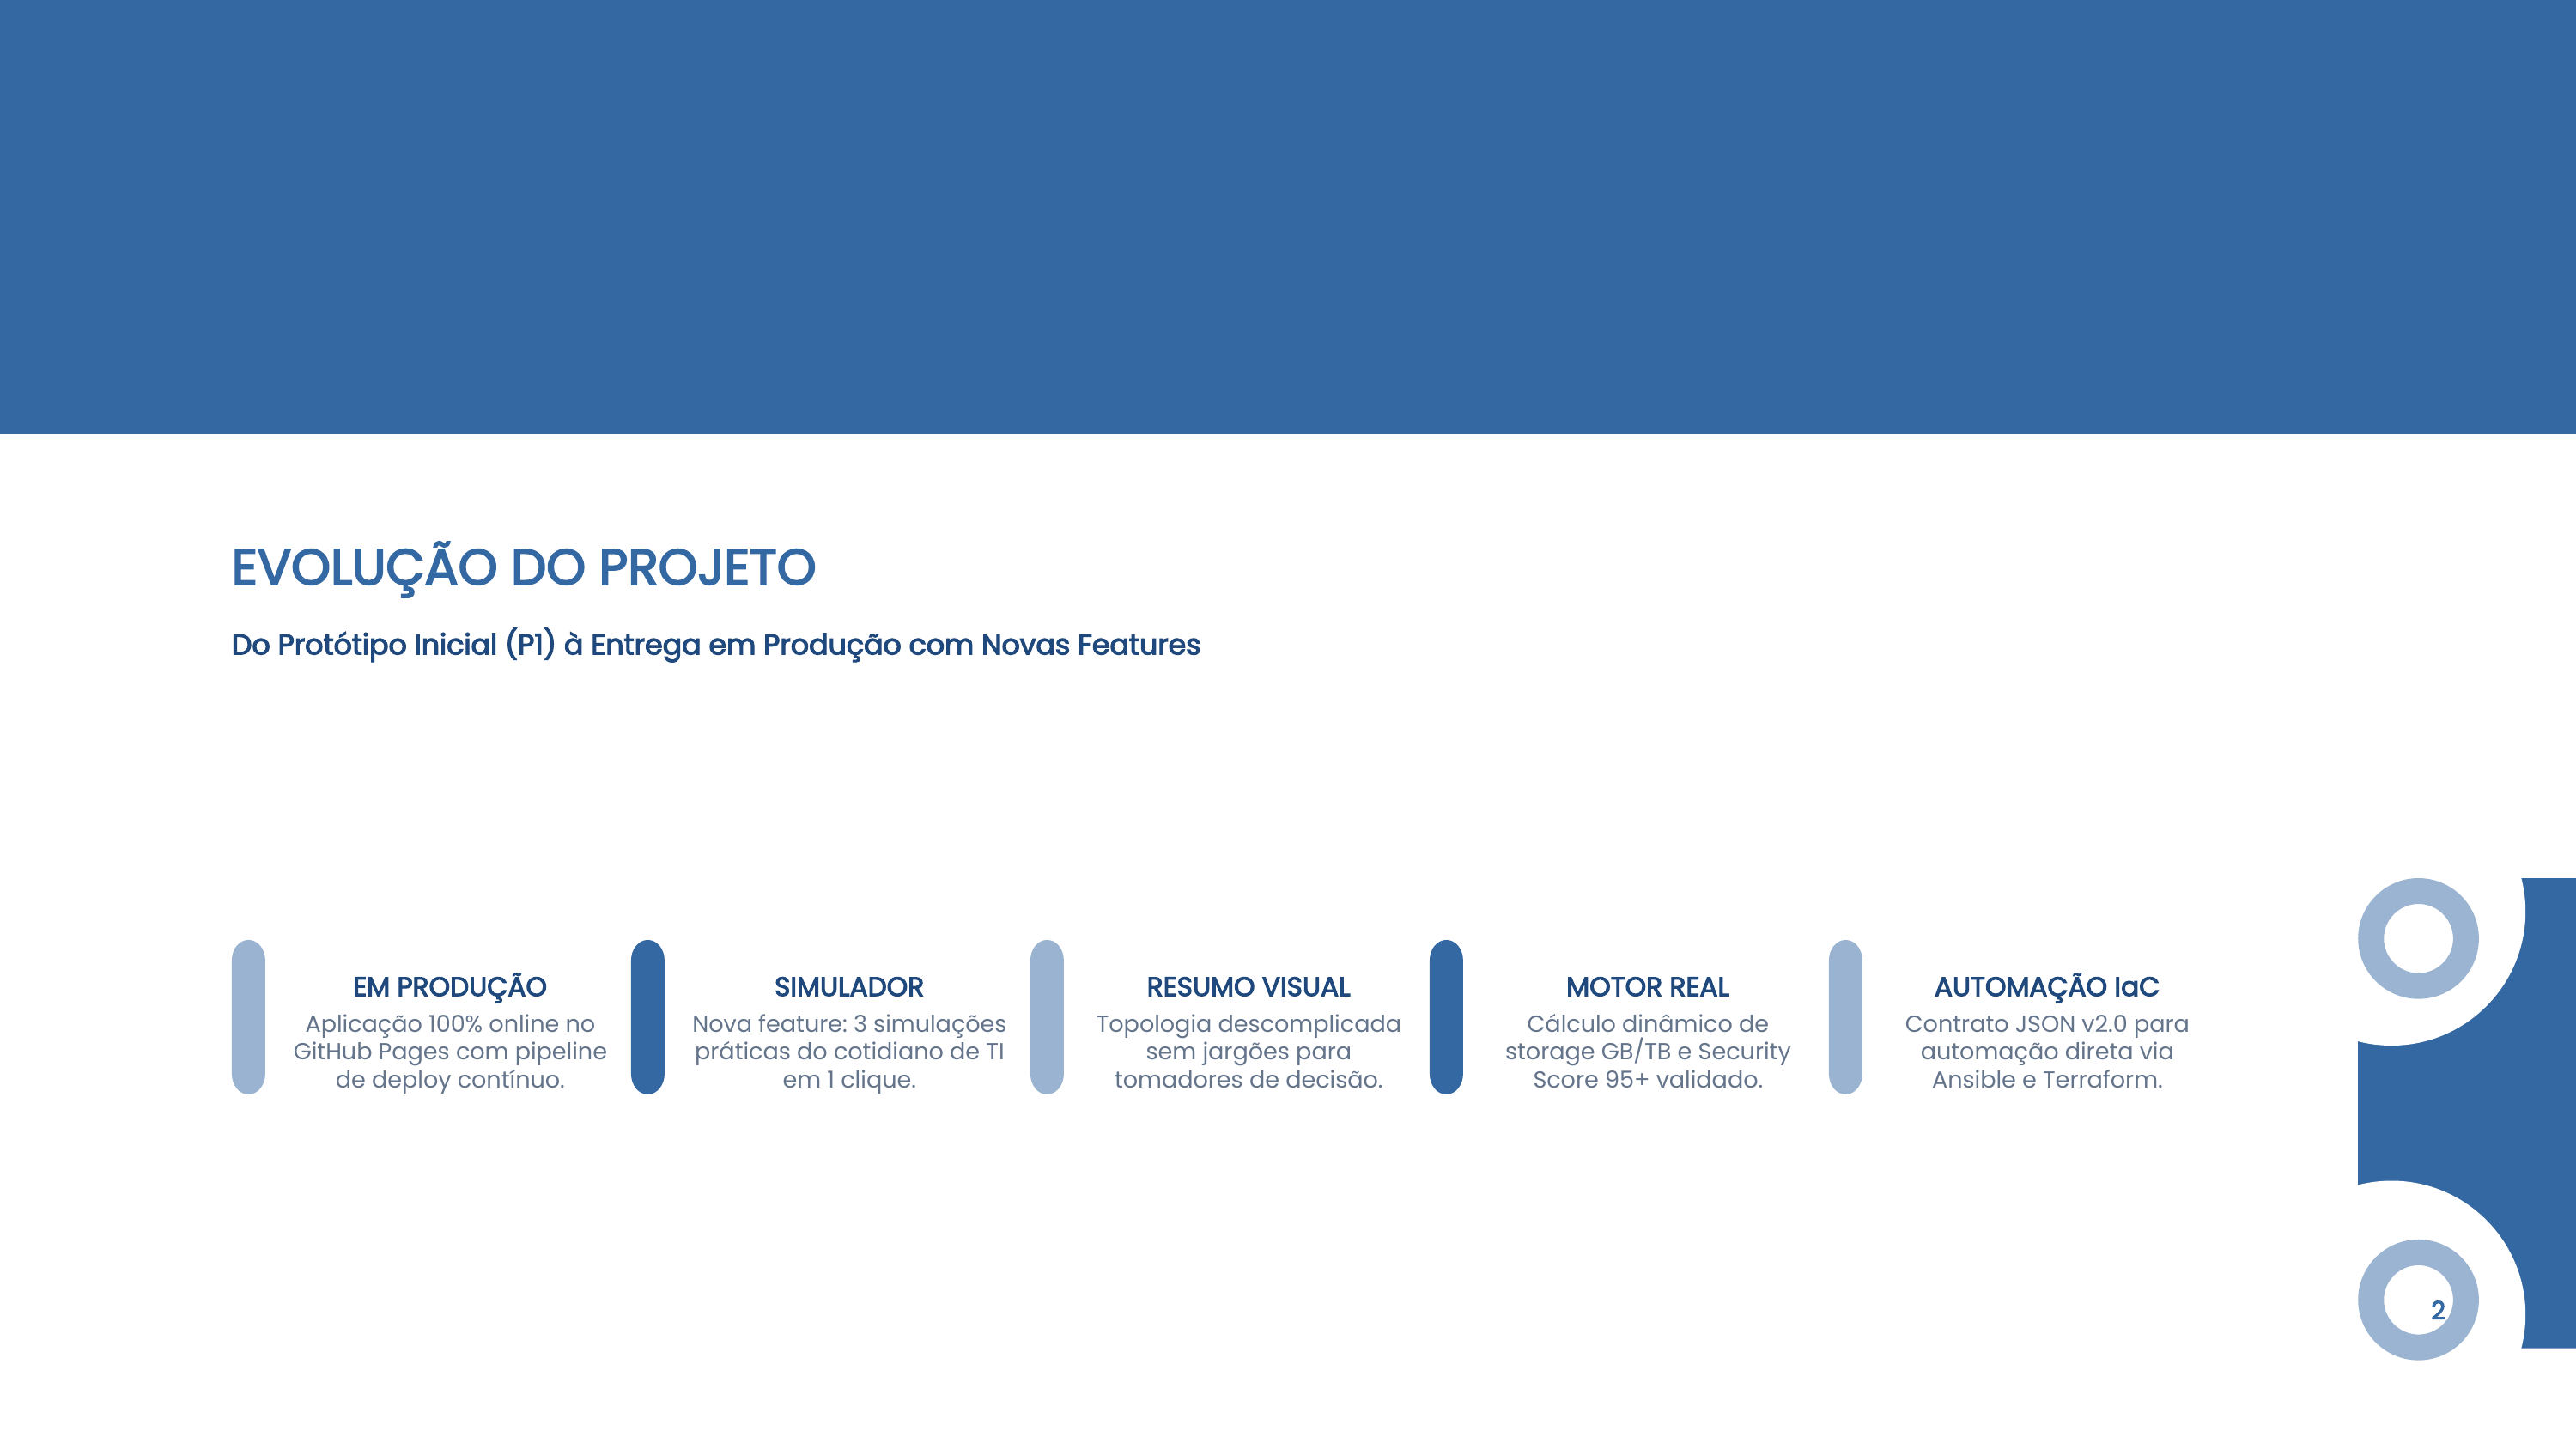 EVOLUÇÃO DO PROJETO
Do Protótipo Inicial (P1) à Entrega em Produção com Novas Features
EM PRODUÇÃO
Aplicação 100% online no
GitHub Pages com pipeline
de deploy contínuo.
SIMULADOR
Nova feature: 3 simulações
práticas do cotidiano de TI
em 1 clique.
RESUMO VISUAL
Topologia descomplicada
sem jargões para
tomadores de decisão.
MOTOR REAL
Cálculo dinâmico de
storage GB/TB e Security
Score 95+ validado.
AUTOMAÇÃO IaC
Contrato JSON v2.0 para
automação direta via
Ansible e Terraform.
2